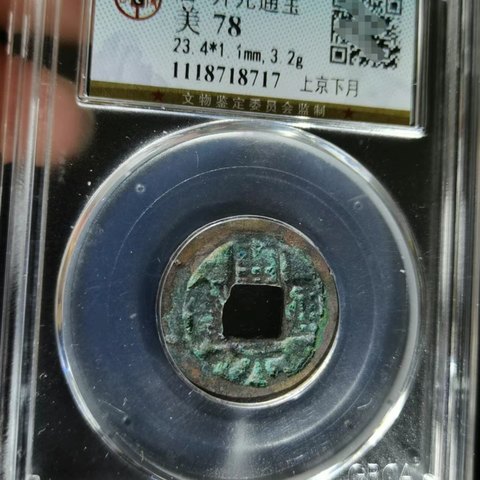 开元通宝
美 78
23.4*1.1mm,3.2g
1118718717 上京下月
文物鉴定委员会监制